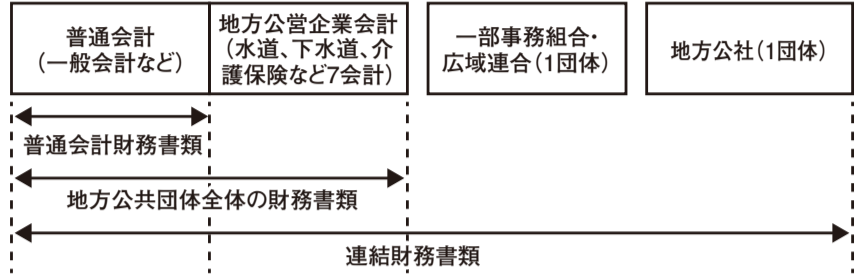 普通会計
(一般会計など)
地方公営企業会計
(水道、下水道、介
護保険など7会計)
一部事務組合・
広域連合(1団体)
地方公社(1団体)
普通会計財務書類
地方公共団体全体の財務書類
連結財務書類